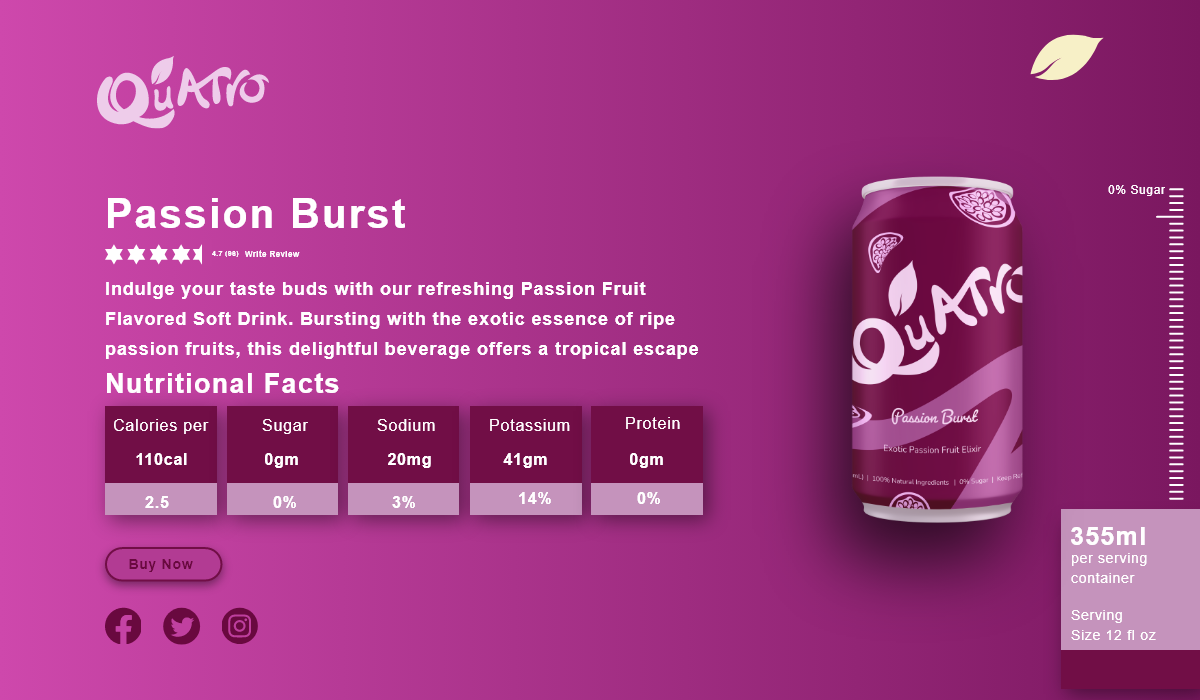 QuATro
Passion Burst
4.7 (98) Write Review
Indulge your taste buds with our refreshing Passion Fruit
Flavored Soft Drink. Bursting with the exotic essence of ripe
passion fruits, this delightful beverage offers a tropical escape
Nutritional Facts
Calories per
110cal
2.5
Sugar
0gm
0%
Sodium
20mg
3%
Potassium
41gm
14%
Protein
0gm
0%
Buy Now
QuATro
Passion Burst
Exotic Passion Fruit Elixir
mL) | 100% Natural Ingredients | 0% Sugar | Keep
0% Sugar
355ml
per serving
container
Serving
Size 12 fl oz